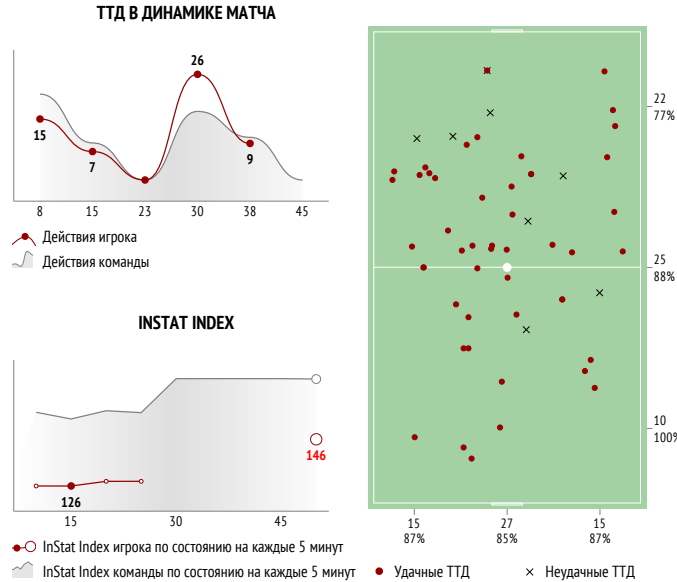 ТТД В ДИНАМИКЕ МАТЧА
26
15
7
9
8 15 23 30 38 45
Действия игрока
Действия команды
INSTAT INDEX
146
126
15 30 45
InStat Index игрока по состоянию на каждые 5 минут
InStat Index команды по состоянию на каждые 5 минут
22
77%
25
88%
10
100%
15 27 15
87% 85% 87%
Удачные ТТД
Неудачные ТТД